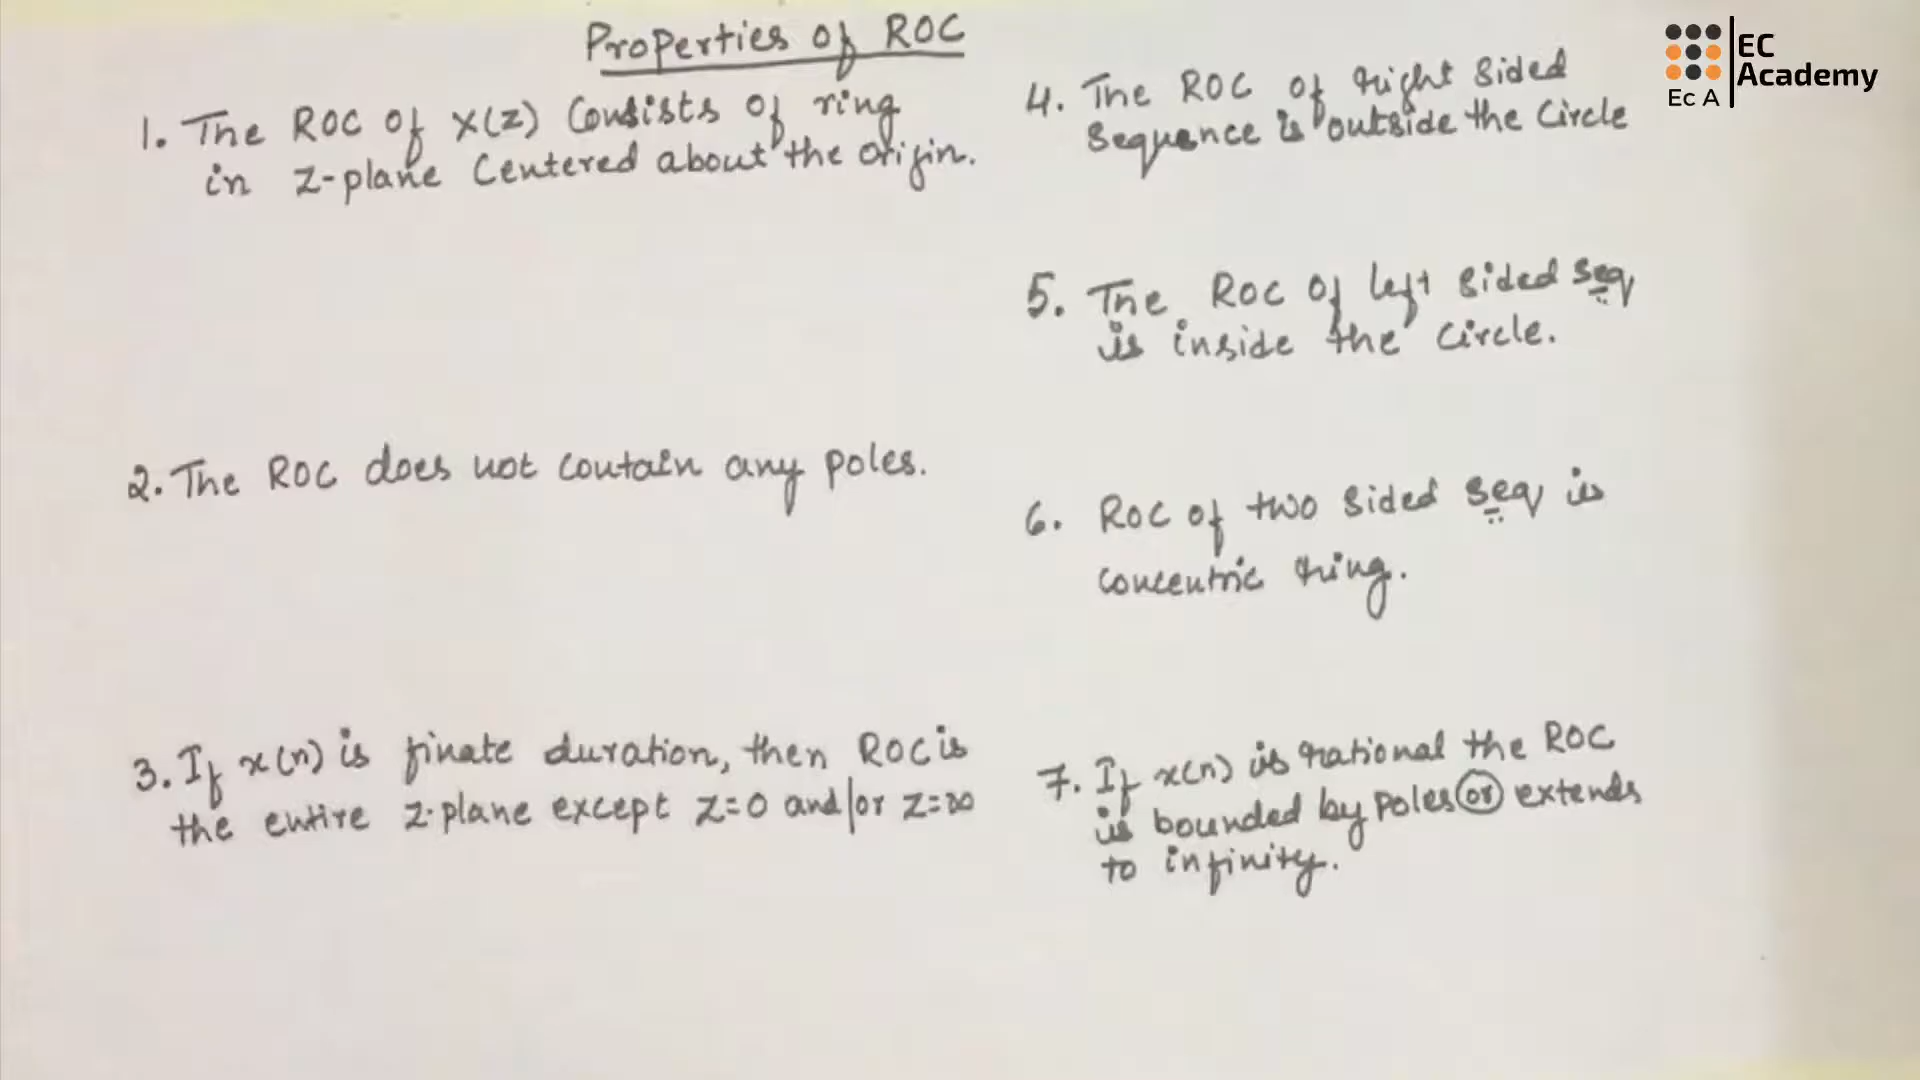 Properties of ROC
1. The ROC of X(z) Consists of ring
in z-plane Centered about the origin.
2. The ROC does not contain any poles.
3. If x(n) is finate duration, then ROC is
the entire z-plane except z=0 and/or z=∞
4. The ROC of right sided
sequence is outside the circle
5. The ROC of left sided seq
is inside the circle.
6. ROC of two sided seq is
concentric ring.
7. If x(n) is rational the ROC
is bounded by poles (or) extends
to infinity.
EC
Academy
Ec A